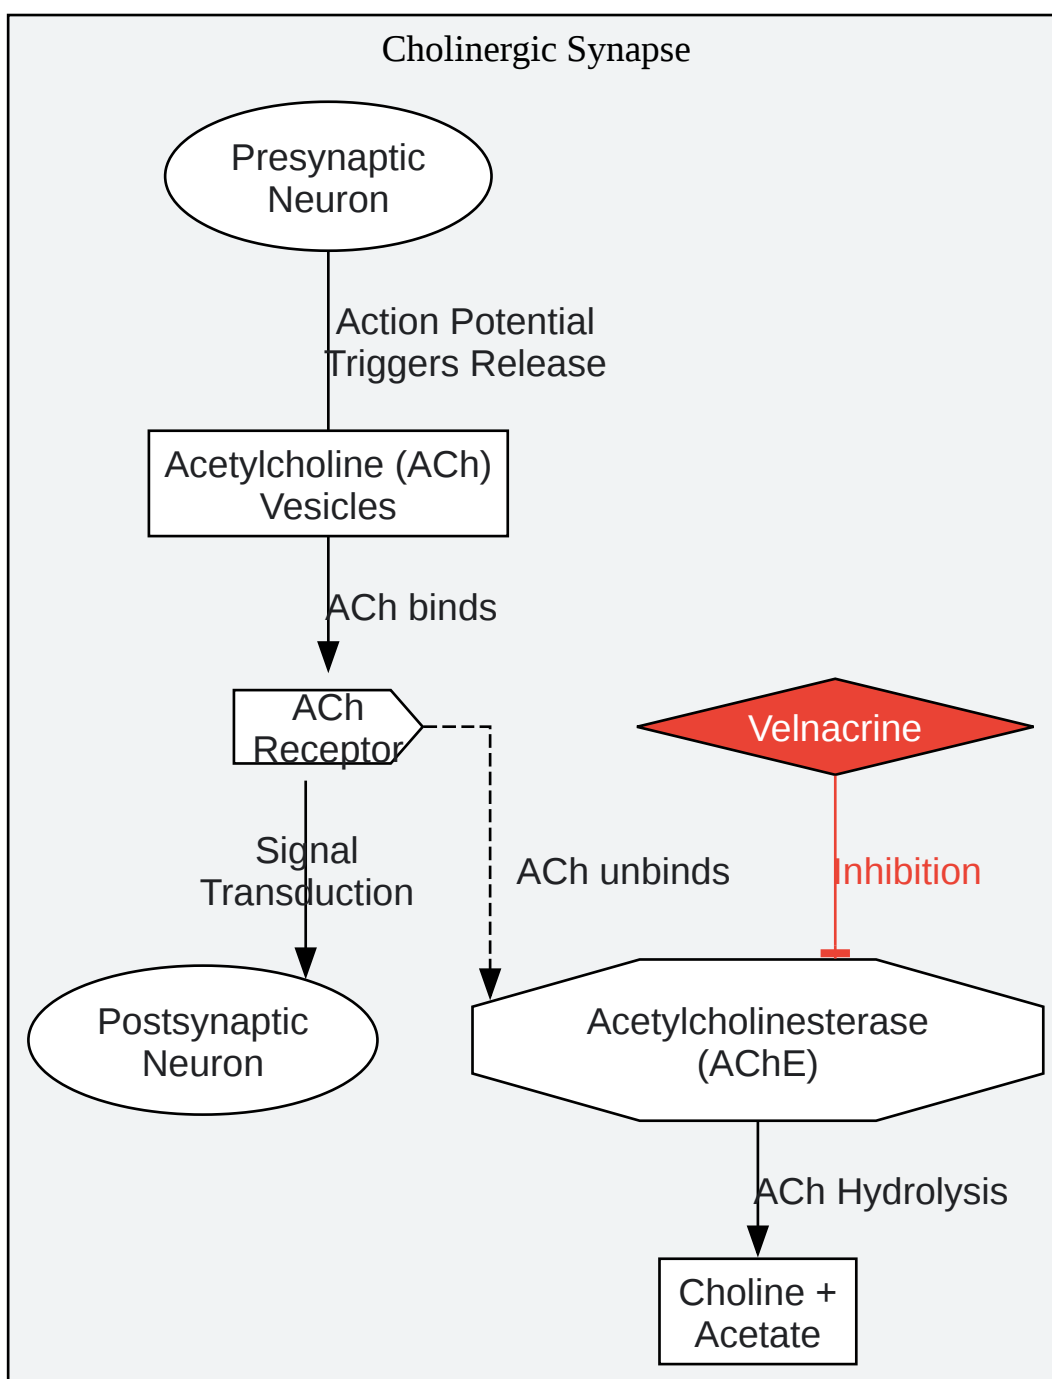 Cholinergic Synapse
Presynaptic
Neuron
Action Potential
Triggers Release
Acetylcholine (ACh)
Vesicles
ACh binds
ACh
Receptor
Velnacrine
Signal
Transduction
ACh unbinds
Inhibition
Postsynaptic
Neuron
Acetylcholinesterase
(AChE)
ACh Hydrolysis
Choline +
Acetate